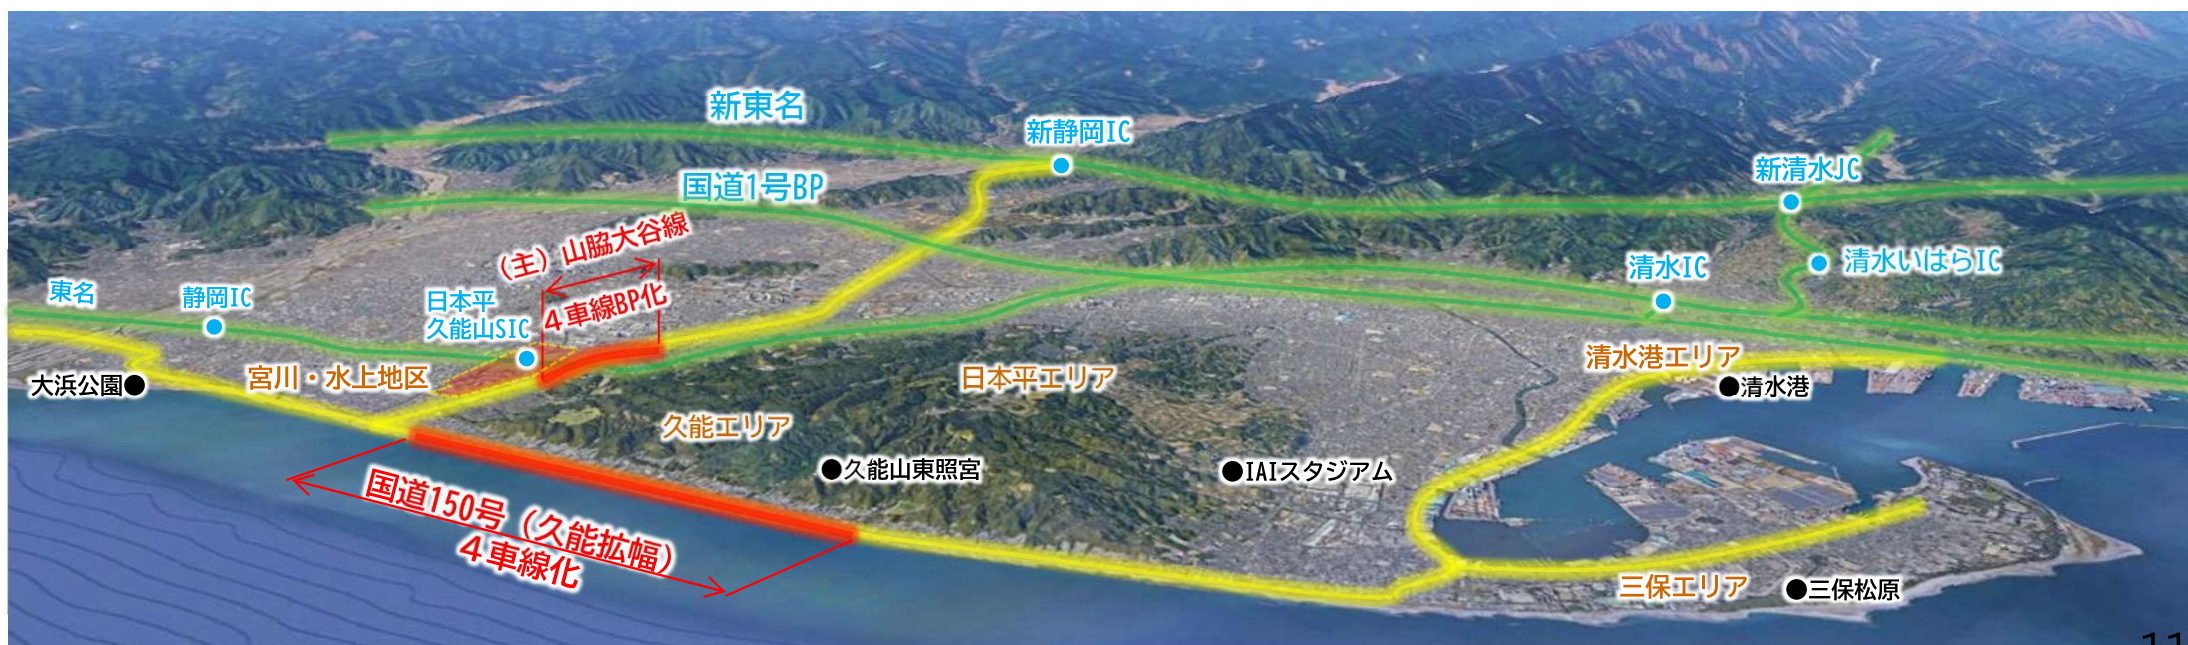 新東名
新静岡IC
新清水JC
国道1号BP
(主)山脇大谷線
4車線BP化
清水IC
清水いはらIC
東名
静岡IC
日本平
久能山SIC
大浜公園
宮川・水上地区
日本平エリア
清水港エリア
清水港
久能エリア
久能山東照宮
IAIスタジアム
国道150号(久能拡幅)
4車線化
三保エリア
三保松原
11